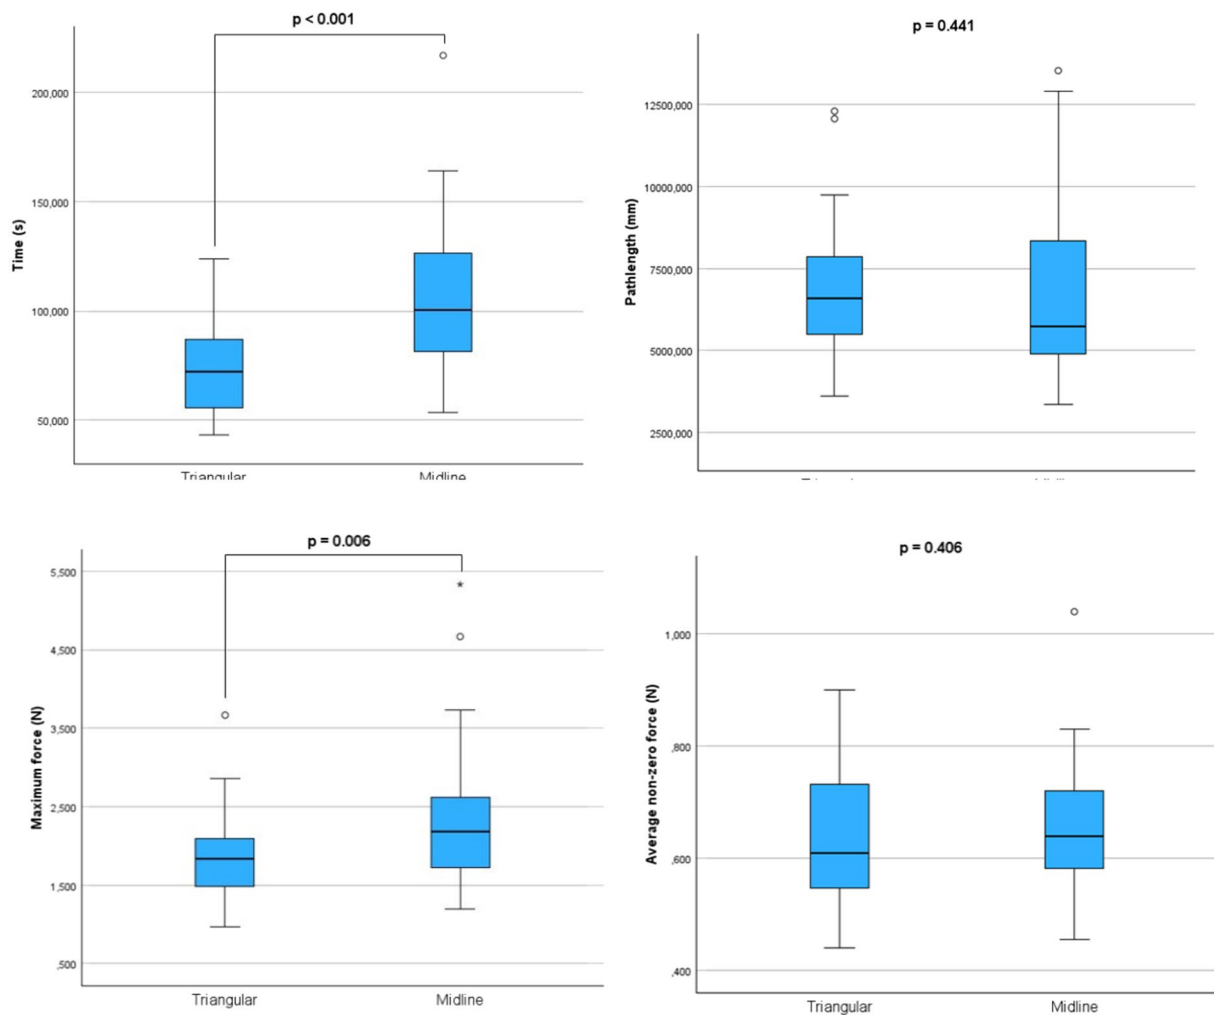 p < 0.001
200,000
150,000
100,000
50,000
Time (s)
Triangular
Midline
p = 0.441
12500,000
10000,000
7500,000
5000,000
2500,000
Pathlength (mm)
p = 0.006
5,500
4,500
3,500
2,500
1,500
,500
Maximum force (N)
Triangular
Midline
p = 0.406
1,000
,800
,600
,400
Average non-zero force (N)
Triangular
Midline